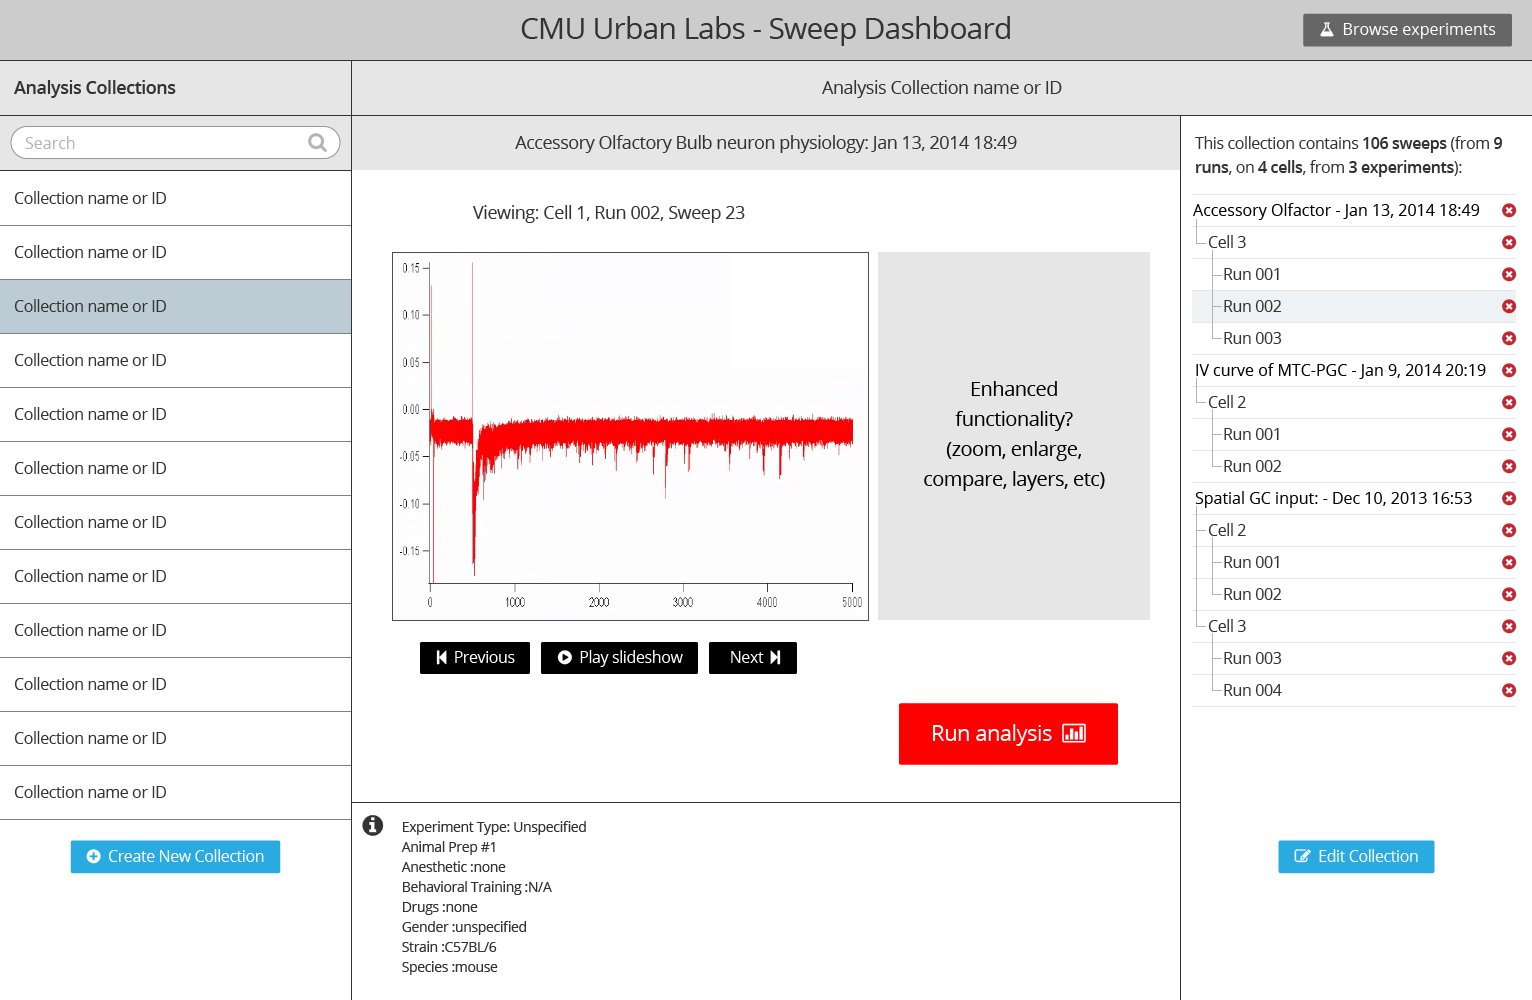 CMU Urban Labs - Sweep Dashboard
Browse experiments
Analysis Collections
Analysis Collection name or ID
Search
Collection name or ID
Collection name or ID
Collection name or ID
Collection name or ID
Collection name or ID
Collection name or ID
Collection name or ID
Collection name or ID
Collection name or ID
Collection name or ID
Collection name or ID
Collection name or ID
Create New Collection
Accessory Olfactory Bulb neuron physiology: Jan 13, 2014 18:49
Viewing: Cell 1, Run 002, Sweep 23
0.15
0.10
0.05
0.00
-0.05
-0.10
-0.15
0 1000 2000 3000 4000 5000
Enhanced
functionality?
(zoom, enlarge,
compare, layers, etc)
Previous
Play slideshow
Next
Run analysis
Experiment Type: Unspecified
Animal Prep #1
Anesthetic :none
Behavioral Training :N/A
Drugs :none
Gender :unspecified
Strain :C57BL/6
Species :mouse
This collection contains 106 sweeps (from 9
runs, on 4 cells, from 3 experiments):
Accessory Olfactor - Jan 13, 2014 18:49
Cell 3
Run 001
Run 002
Run 003
IV curve of MTC-PGC - Jan 9, 2014 20:19
Cell 2
Run 001
Run 002
Spatial GC input: - Dec 10, 2013 16:53
Cell 2
Run 001
Run 002
Cell 3
Run 003
Run 004
Edit Collection